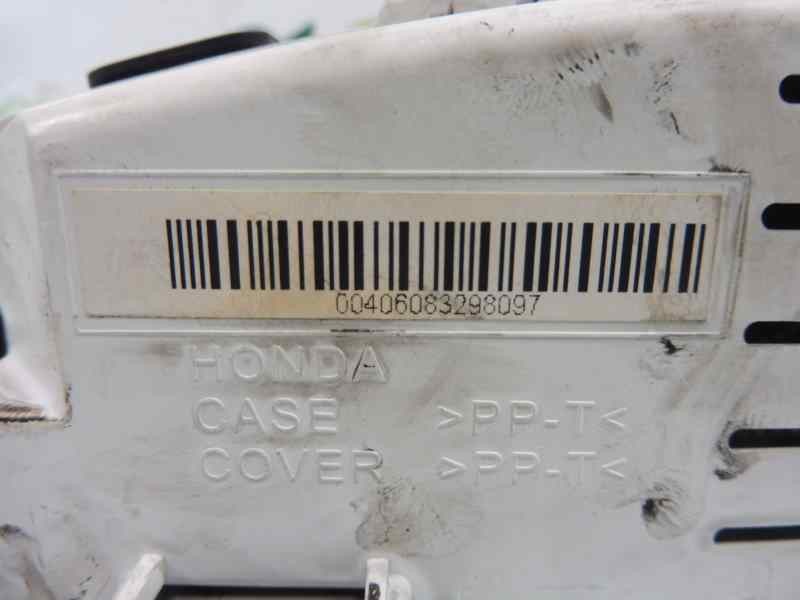 00406083298097
HONDA
CASE >PP-T<
COVER >PP-T<